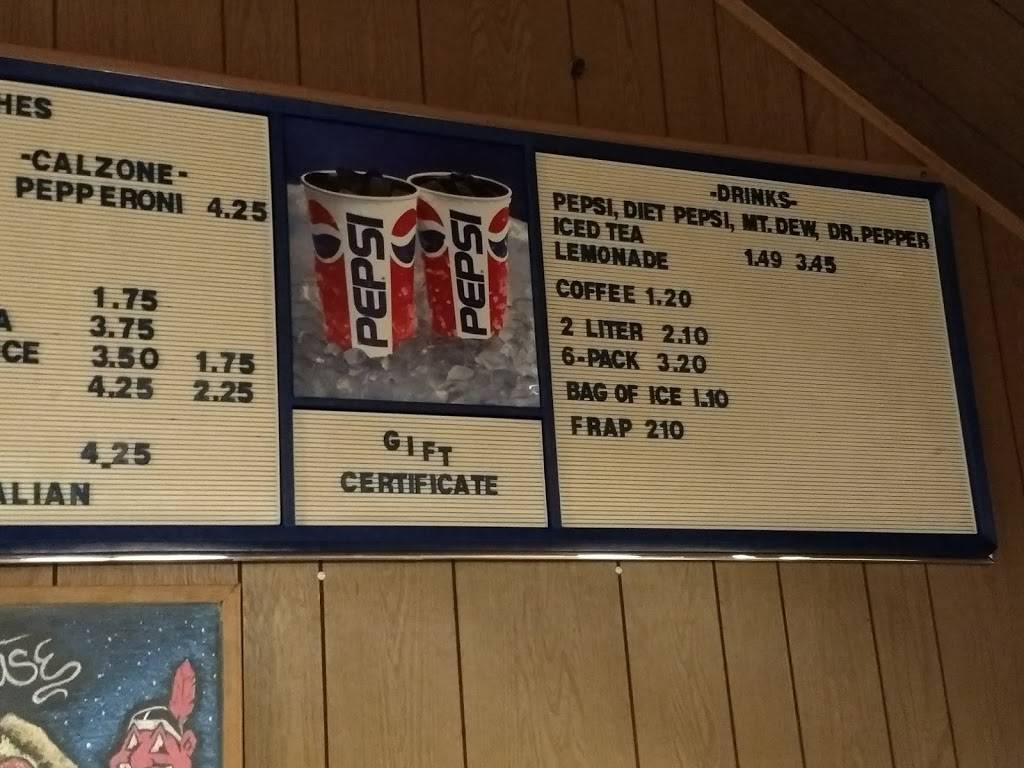 HES
-CALZONE-
PEPPERONI 4.25
1.75
A 3.75
CE 3.50 1.75
4.25 2.25
4.25
ALIAN
PEPSI
PEPSI
GIFT
CERTIFICATE
-DRINKS-
PEPSI, DIET PEPSI, MT. DEW, DR. PEPPER
ICED TEA
LEMONADE 1.49 3.45
COFFEE 1.20
2 LITER 2.10
6-PACK 3.20
BAG OF ICE 1.10
FRAP 210